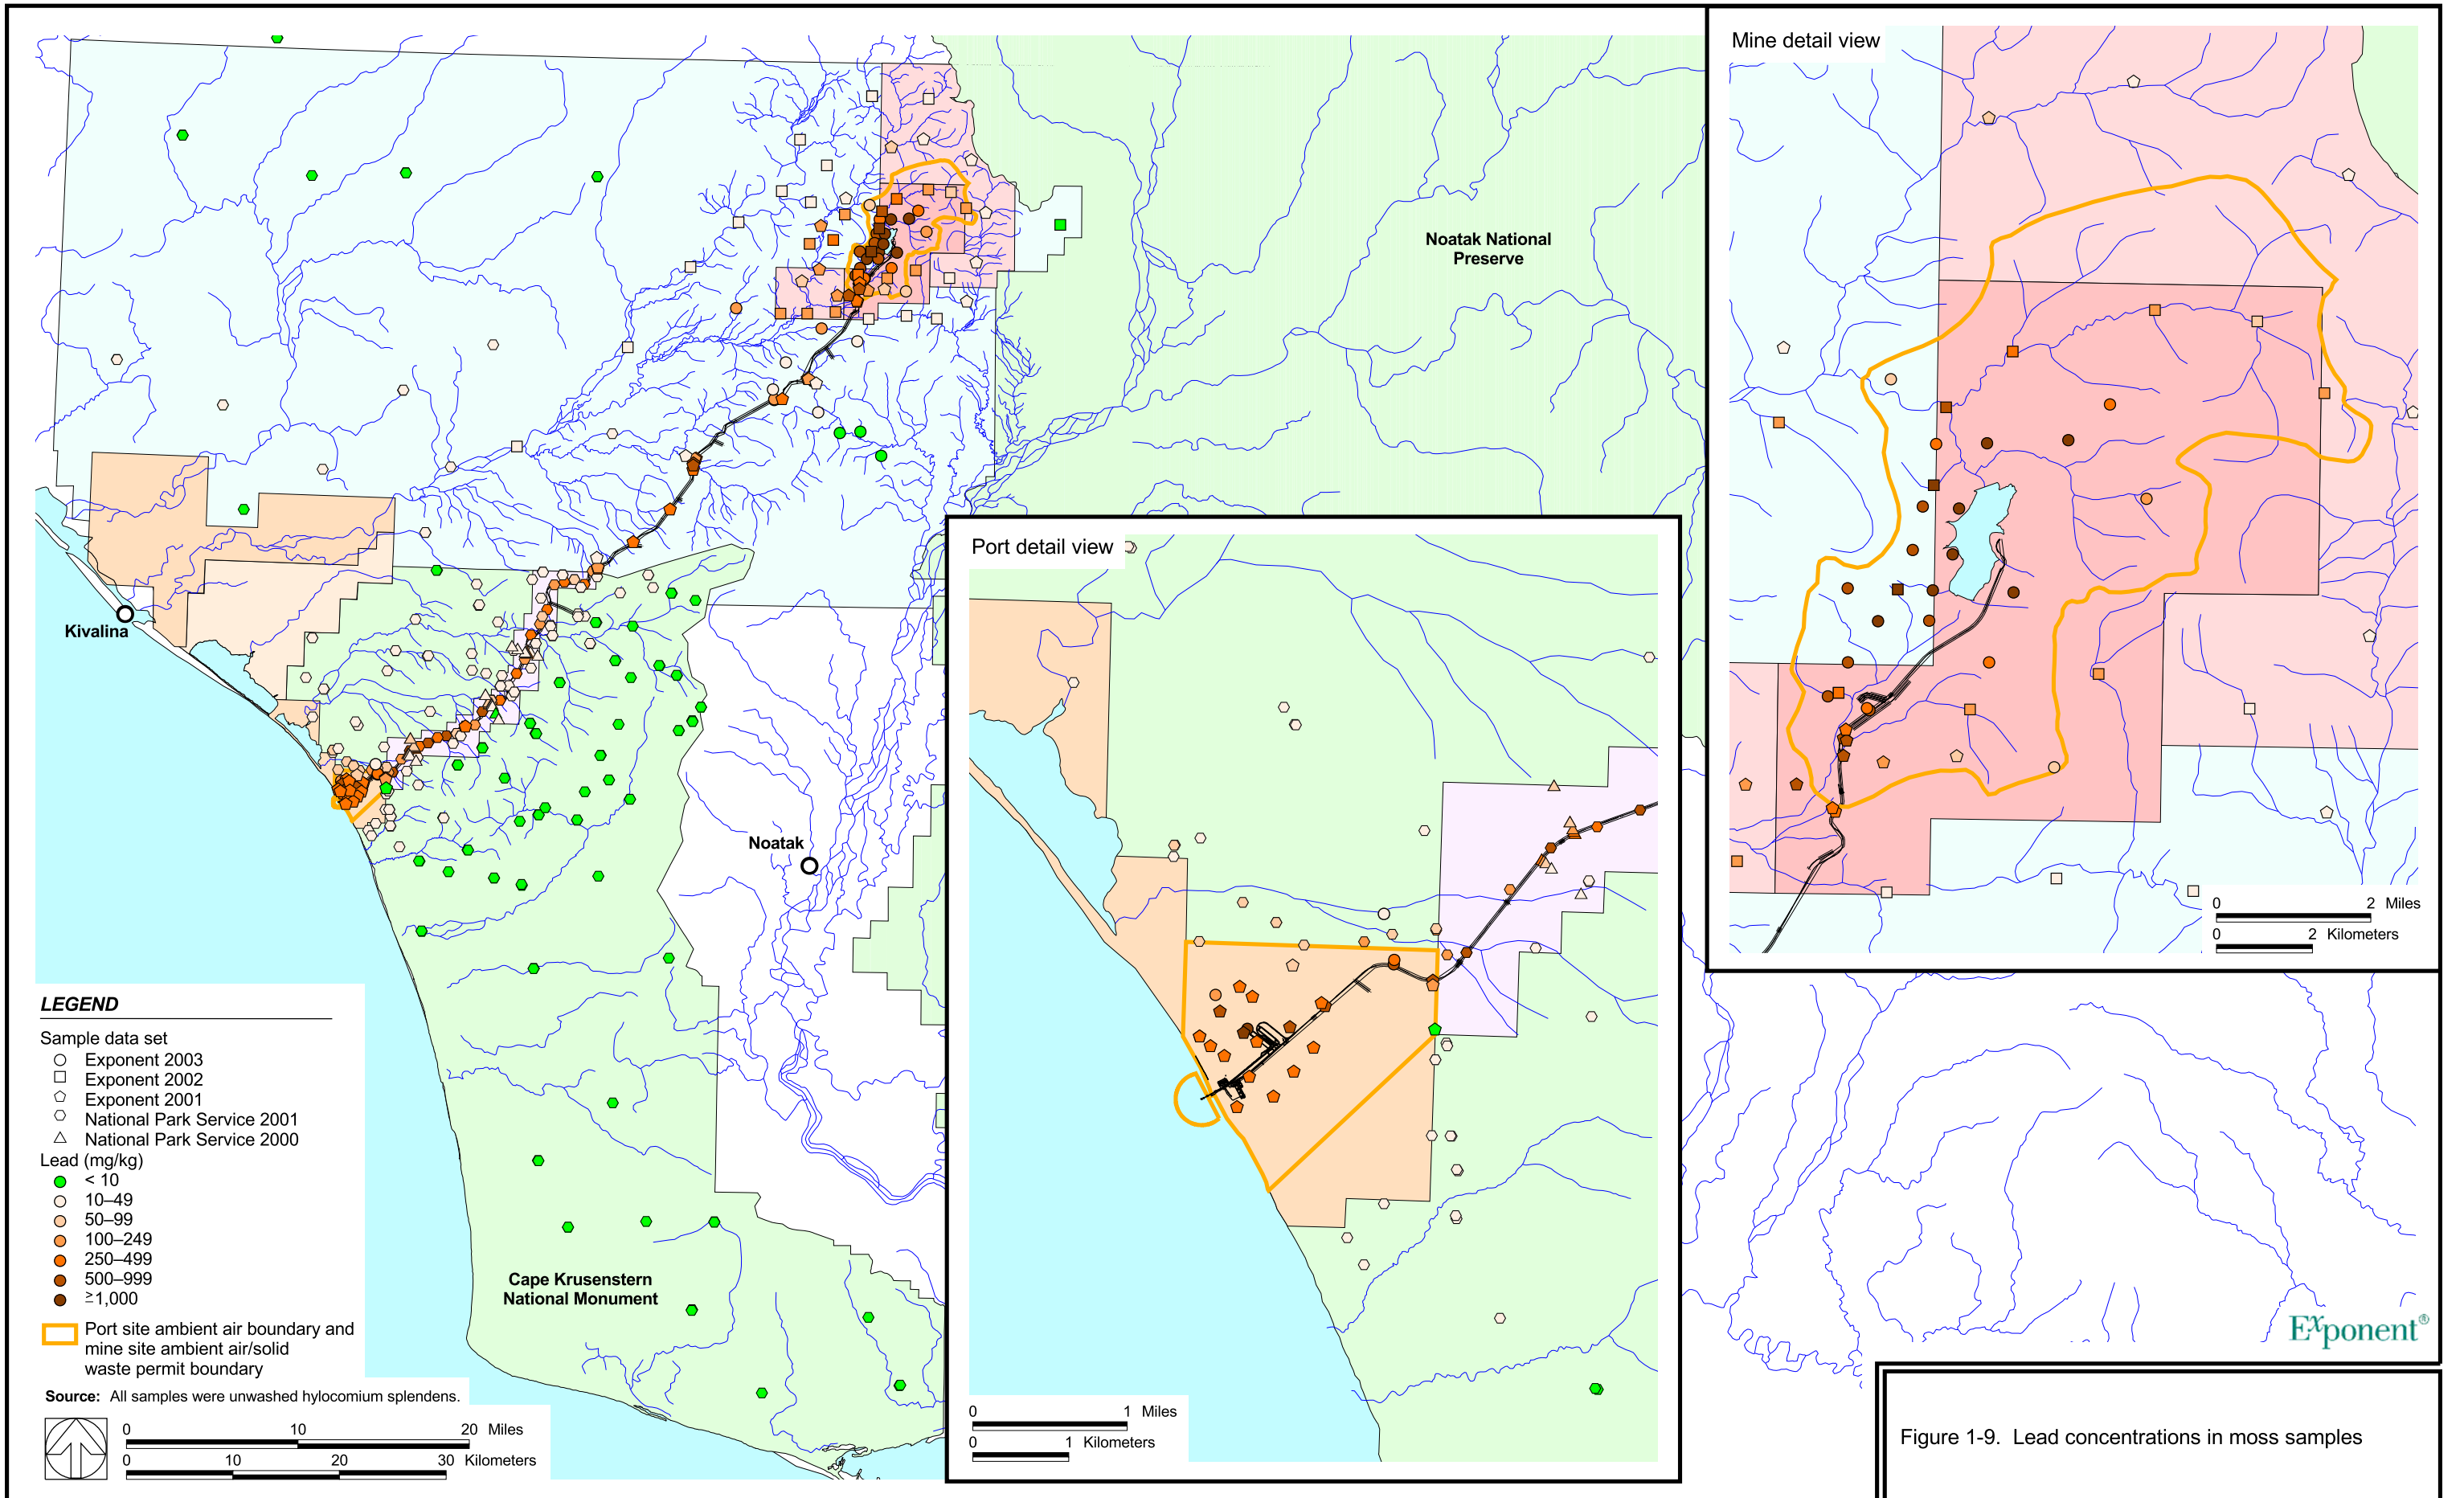 Mine detail view
Noatak National
Preserve
Port detail view
Kivalina
Noatak
0 2 Miles
0 2 Kilometers
LEGEND
Sample data set
Exponent 2003
Exponent 2002
Exponent 2001
National Park Service 2001
National Park Service 2000
Lead (mg/kg)
< 10
10–49
50–99
100–249
250–499
500–999
≥1,000
Port site ambient air boundary and
mine site ambient air/solid
waste permit boundary
Source: All samples were unwashed hylocomium splendens.
0 10 20 Miles
0 10 20 30 Kilometers
Cape Krusenstern
National Monument
0 1 Miles
0 1 Kilometers
Exponent®
Figure 1-9. Lead concentrations in moss samples